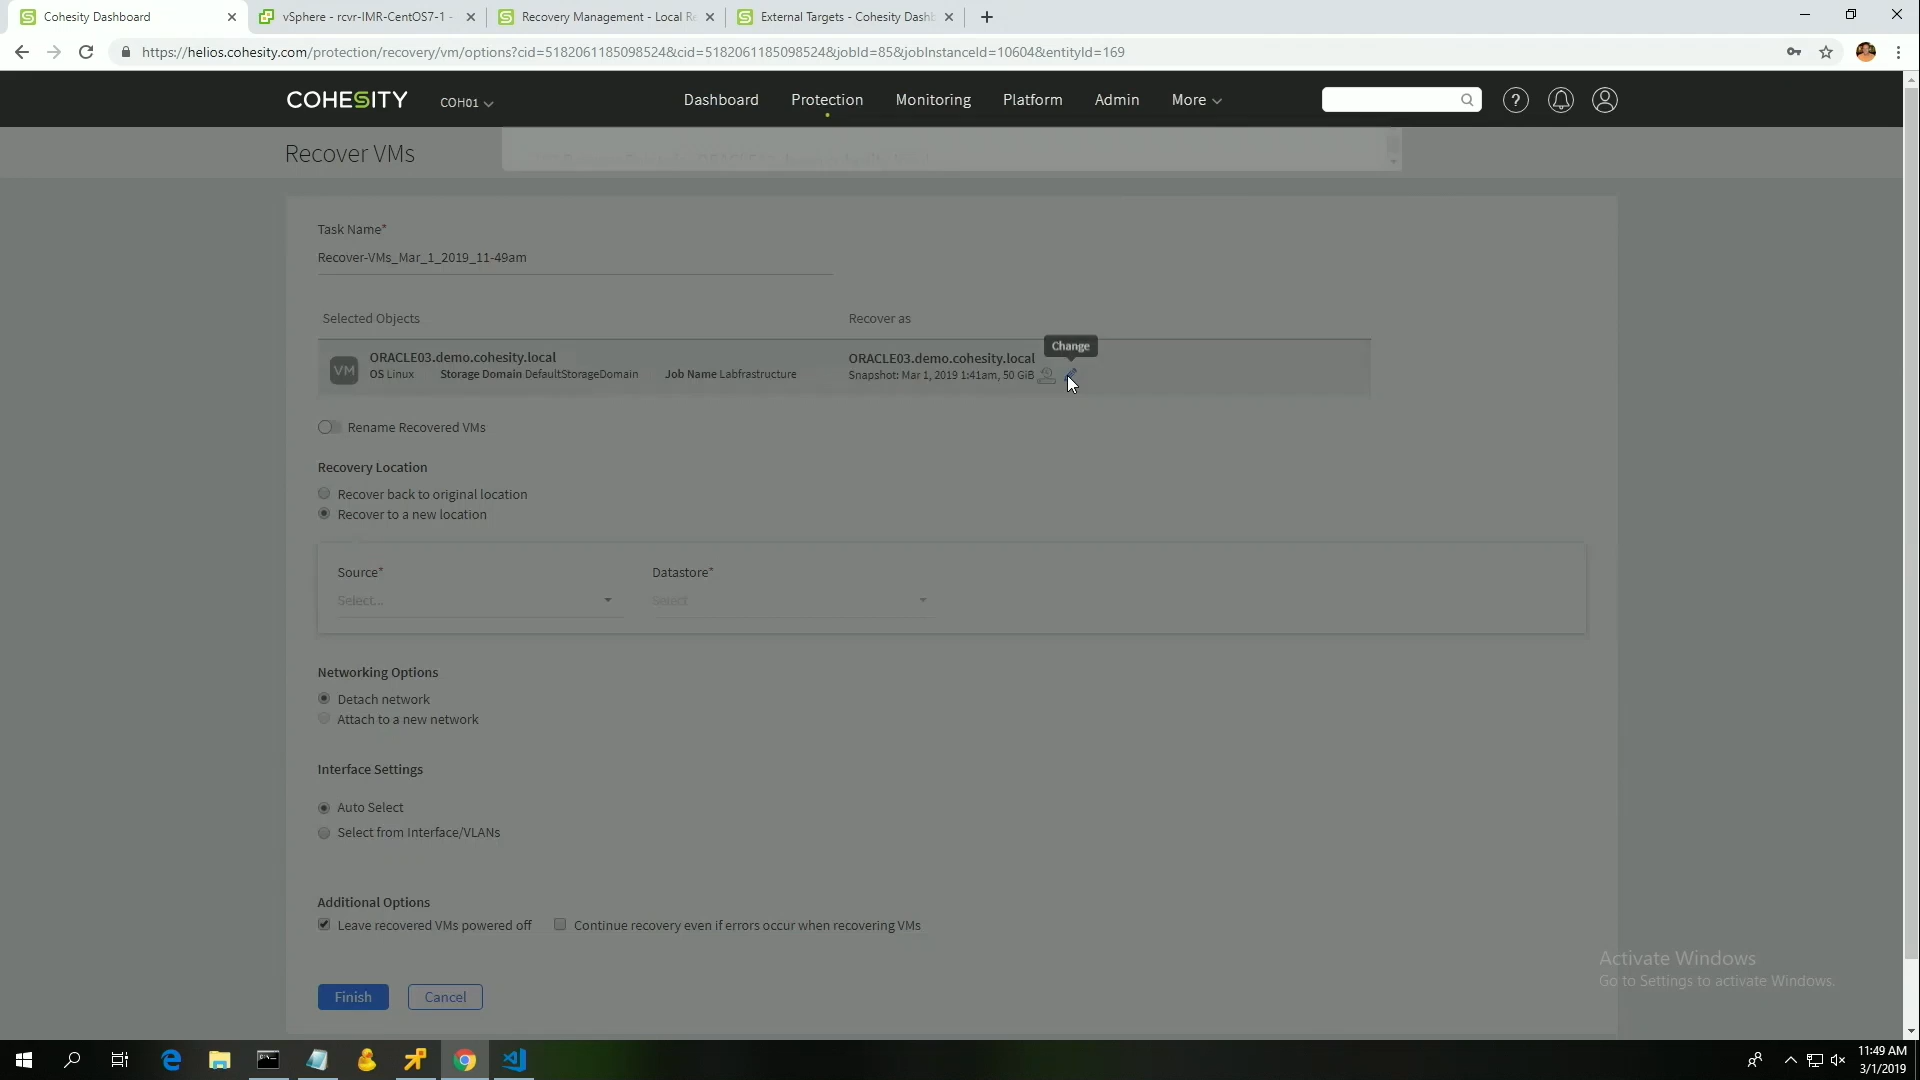 Cohesity Dashboard
vSphere - rcvr-IMR-CentOS7-1 -
Recovery Management - Local Re
External Targets - Cohesity Dashb
https://helios.cohesity.com/protection/recovery/vm/options?cid=5182061185098524&cid=5182061185098524&jobId=85&jobInstanceId=10604&entityId=169
COHESITY
COH01
Dashboard
Protection
Monitoring
Platform
Admin
More
?
Recover VMs
Task Name*
Recover-VMs_Mar_1_2019_11-49am
Selected Objects
Recover as
Change
VM
ORACLE03.demo.cohesity.local
OS Linux Storage Domain DefaultStorageDomain Job Name Labfrastructure
ORACLE03.demo.cohesity.local
Snapshot: Mar 1, 2019 1:41am, 50 GiB
Rename Recovered VMs
Recovery Location
Recover back to original location
Recover to a new location
Source*
Select...
Datastore*
Select
Networking Options
Detach network
Attach to a new network
Interface Settings
Auto Select
Select from Interface/VLANs
Additional Options
Leave recovered VMs powered off
Continue recovery even if errors occur when recovering VMs
Finish
Cancel
Activate Windows
Go to Settings to activate Windows.
11:49 AM
3/1/2019